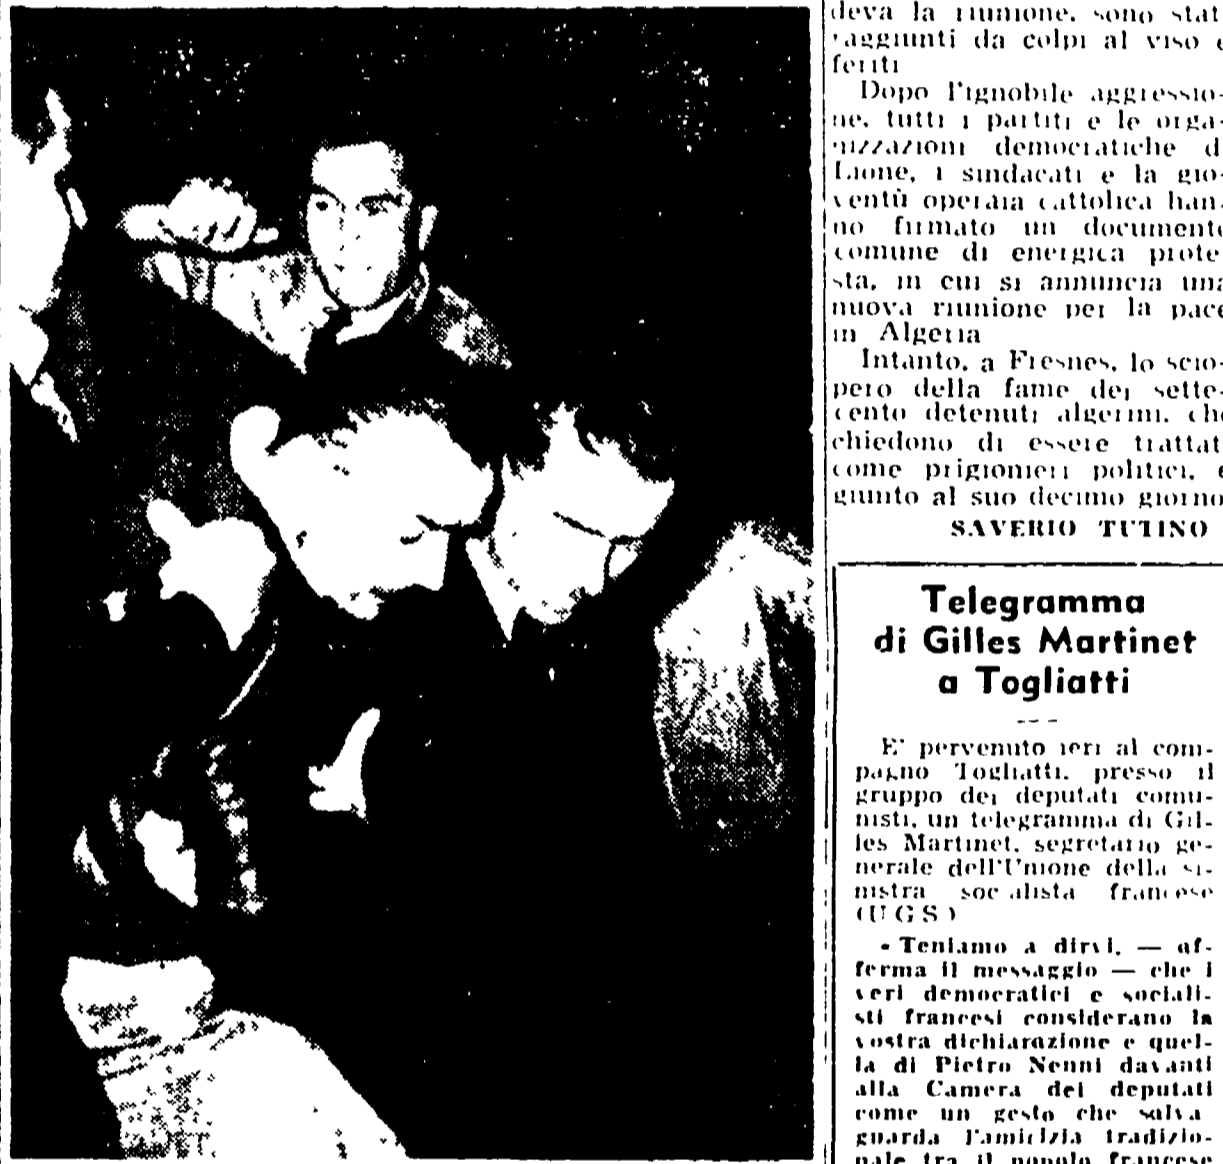 deva la riunione, sono stat
raggiunti da colpi al viso e
feriti
Dopo l'ignobile aggressio-
ne, tutti i partiti e le orga-
nizzazioni democratiche d
Lione, i sindacati e la gio-
ventù operaia cattolica han-
no firmato un documento
comune di energica prote-
sta, in cui si annuncia una
nuova riunione per la pace
in Algeria
Intanto, a Fresnes, lo scio-
pero della fame dei sette-
cento detenuti algerini, che
chiedono di essere trattat
come prigionieri politici, e
giunto al suo decimo giorno
SAVERIO TUTINO
Telegramma
di Gilles Martinet
a Togliatti
E' pervenuto ieri al com-
pagno Togliatti, presso il
gruppo dei deputati comu-
nisti, un telegramma di Gil-
les Martinet, segretario ge-
nerale dell'Unione della si-
nistra socialista francese
(U G S)
- Teniamo a dirvi, — af-
ferma il messaggio — che i
veri democratici e sociali-
sti francesi considerano la
vostra dichiarazione e quel-
la di Pietro Nenni davanti
alla Camera dei deputati
come un gesto che salva
guarda l'amicizia tradizio-
nale tra il popolo francese